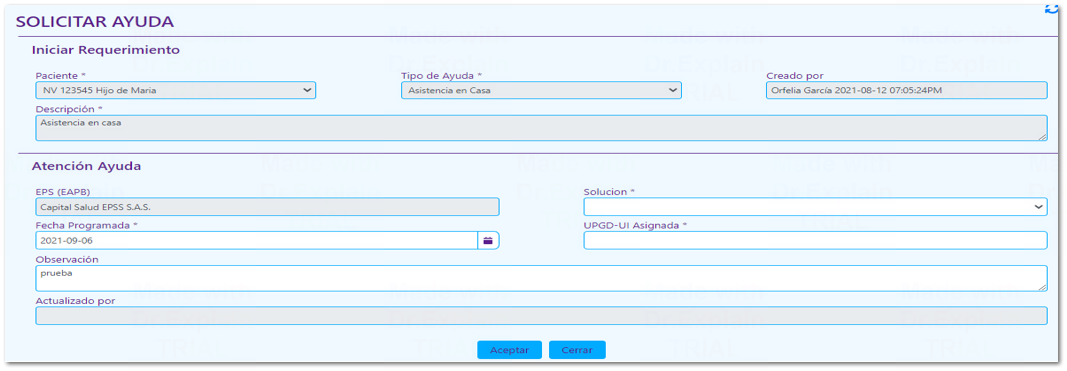 SOLICITAR AYUDA
Iniciar Requerimiento
Paciente * Tipo de Ayuda * Creado por
NV 123545 Hijo de Maria Asistencia en Casa Orfelia García 2021-08-12 07:05:24PM
Descripción *
Asistencia en casa
Atención Ayuda
EPS (EAPB) Solucion *
Capital Salud EPSS S.A.S.
Fecha Programada * UPGD-UI Asignada *
2021-09-06
Observación
prueba
Actualizado por
Aceptar Cerrar